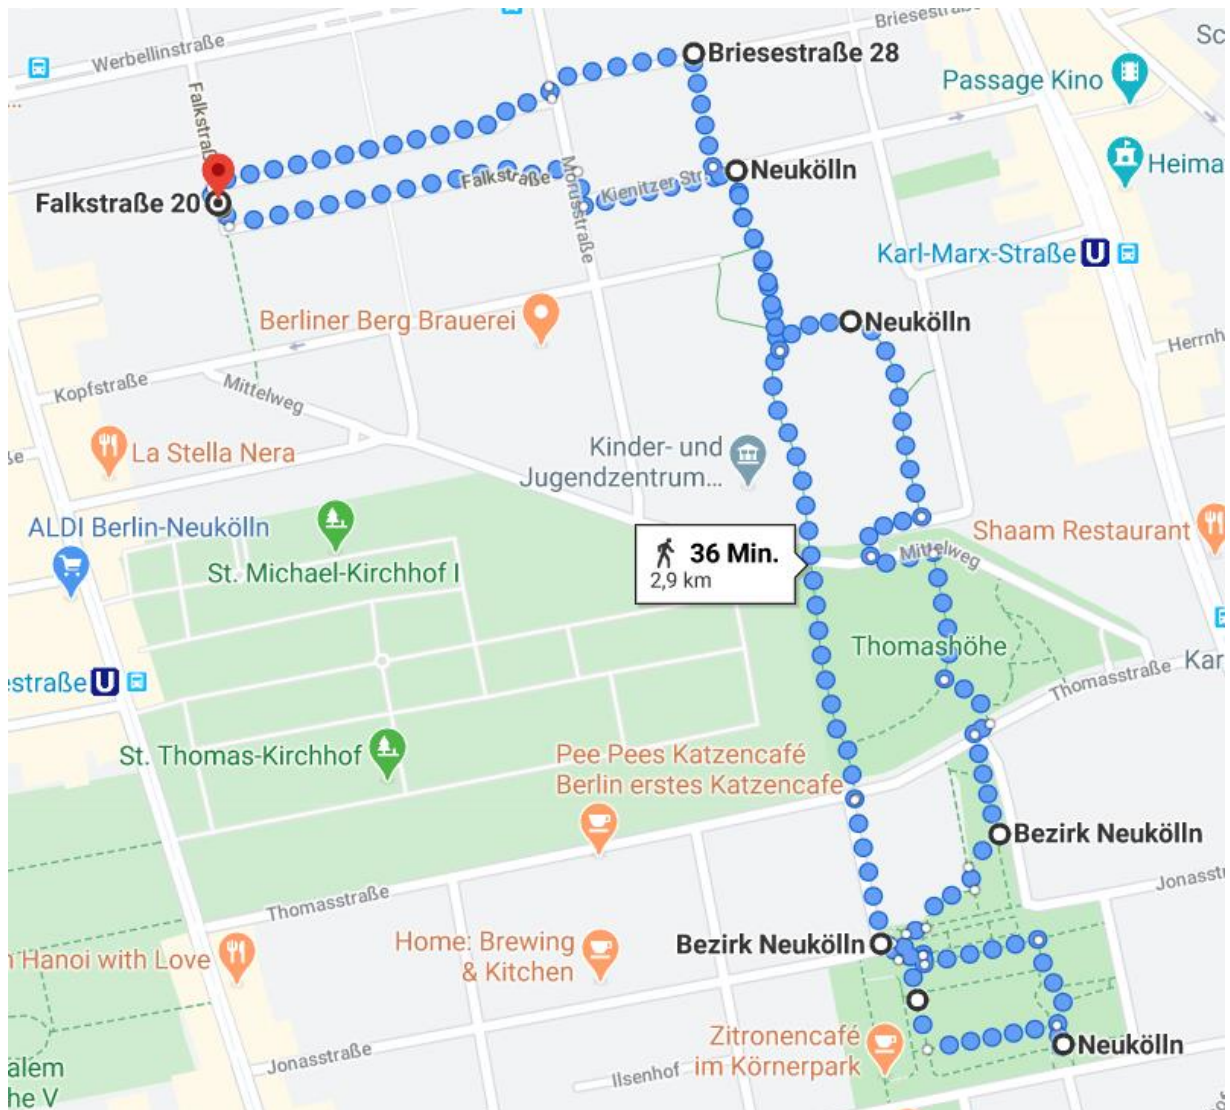 Briesestraße
Sc
Werbellinstraße
Briesestraße 28
Passage Kino
Falkstraße
Heima
Neukölln
Falkstraße
Kienitzer Str.
Falkstraße 20
Morusstraße
Karl-Marx-Straße U
Berliner Berg Brauerei
Neukölln
Herrnh
Kopfstraße
Mittelweg
Kinder- und
Jugendzentrum...
La Stella Nera
ße
ALDI Berlin-Neukölln
Shaam Restaurant
36 Min.
2,9 km
Mittelweg
St. Michael-Kirchhof I
Thomashöhe
Kar
estraße U
Thomasstraße
St. Thomas-Kirchhof
Pee Pees Katzencafé
Berlin erstes Katzencafe
Bezirk Neukölln
Jonasstr
Thomasstraße
Home: Brewing
& Kitchen
Bezirk Neukölln
n Hanoi with Love
Zitronencafé
im Körnerpark
Neukölln
Jonasstraße
Ilsenhof
alem
he V